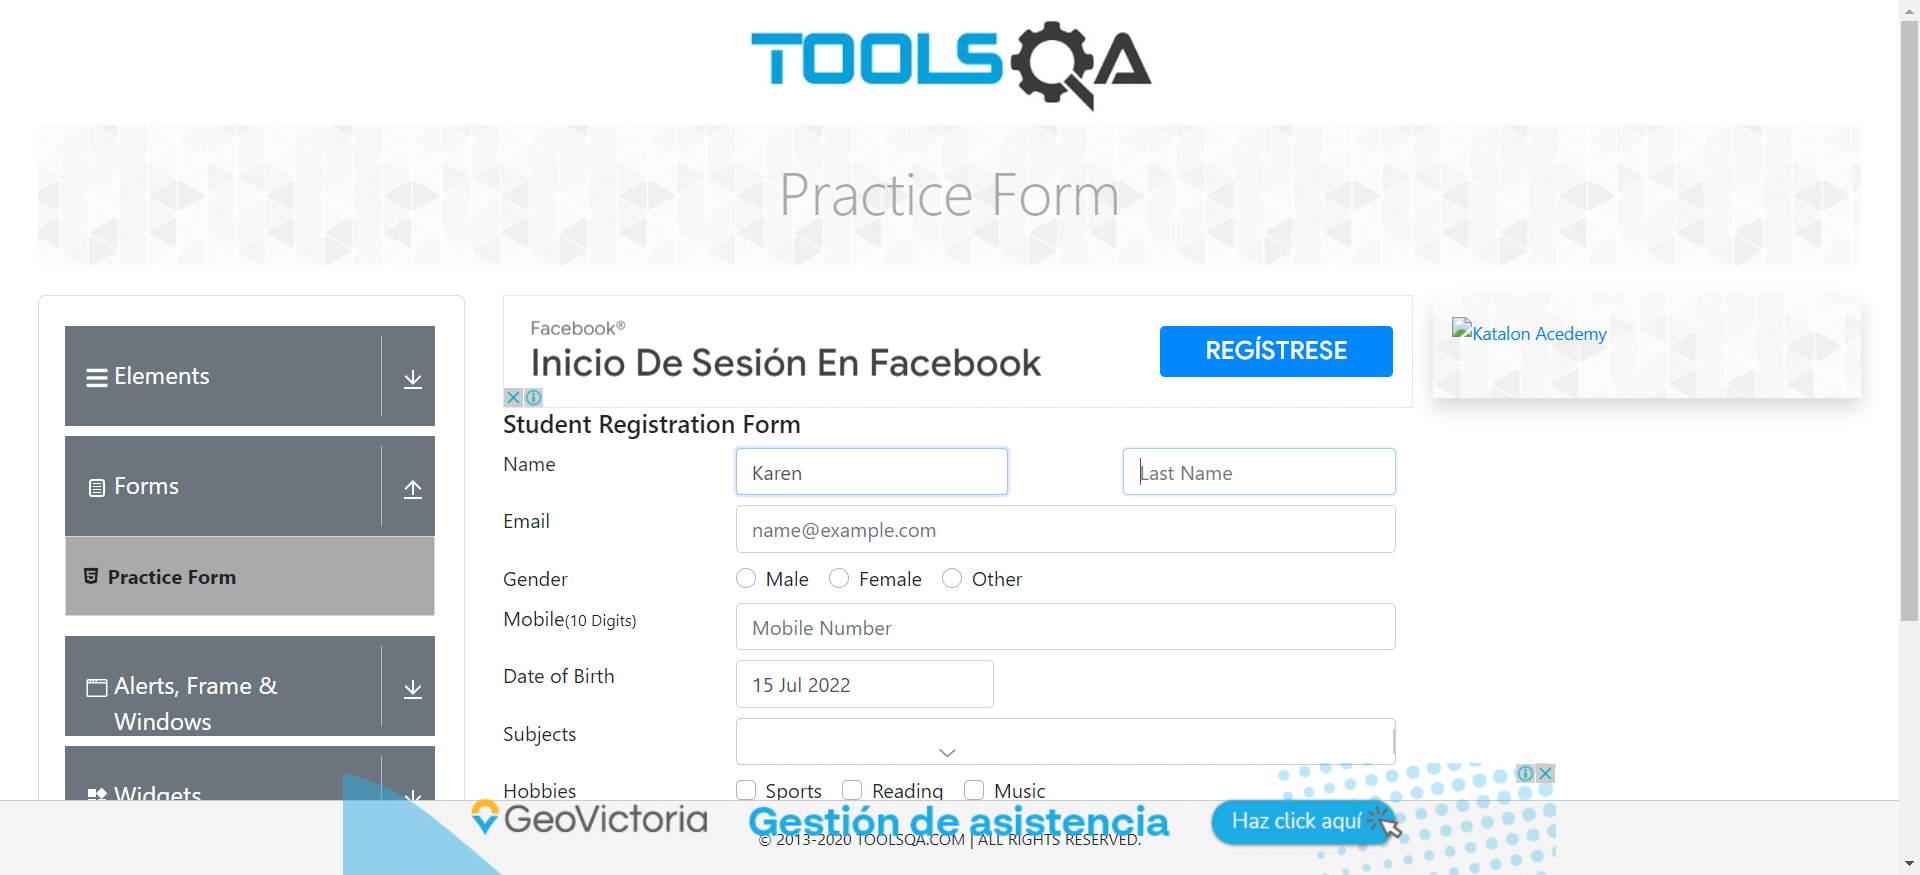 TOOLSQA
Practice Form
Elements
Forms
Practice Form
Alerts, Frame &
Windows
Widgets
Facebook®
Inicio De Sesión En Facebook
REGÍSTRESE
Katalon Acedemy
Student Registration Form
Name
Karen
Last Name
Email
name@example.com
Gender
Male
Female
Other
Mobile(10 Digits)
Mobile Number
Date of Birth
15 Jul 2022
Subjects
Hobbies
Sports
Reading
Music
GeoVictoria
Gestión de asistencia
Haz click aquí
© 2013-2020 TOOLSQA.COM | ALL RIGHTS RESERVED.